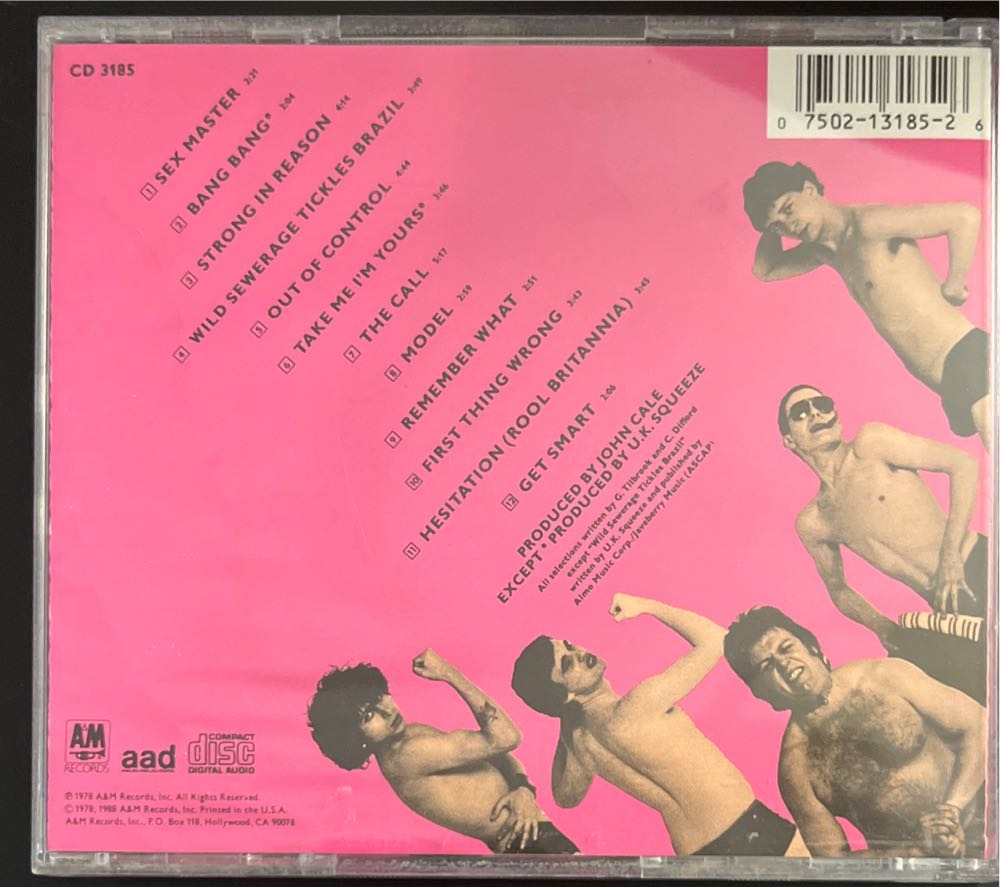 CD 3185
0 7502-13185-2 6
1 SEX MASTER 2:21
2 BANG BANG* 2:04
3 STRONG IN REASON 4:14
4 WILD SEWERAGE TICKLES BRAZIL 3:49
5 OUT OF CONTROL 4:44
6 TAKE ME I'M YOURS* 3:46
7 THE CALL 5:17
8 MODEL 2:59
9 REMEMBER WHAT 2:51
10 FIRST THING WRONG 3:43
11 HESITATION (ROOL BRITANNIA) 3:45
12 GET SMART 2:06
PRODUCED BY JOHN CALE
EXCEPT * PRODUCED BY U.K. SQUEEZE
All selections written by G. Tilbrook and C. Difford
except "Wild Sewerage Tickles Brazil"
written by U.K. Squeeze and published by
Almo Music Corp./Javeberry Music (ASCAP)
A&M
RECORDS
aad
COMPACT
disc
DIGITAL AUDIO
℗ 1978 A&M Records, Inc. All Rights Reserved.
© 1978, 1988 A&M Records, Inc. Printed in the U.S.A.
A&M Records, Inc., P.O. Box 118, Hollywood, CA 90078